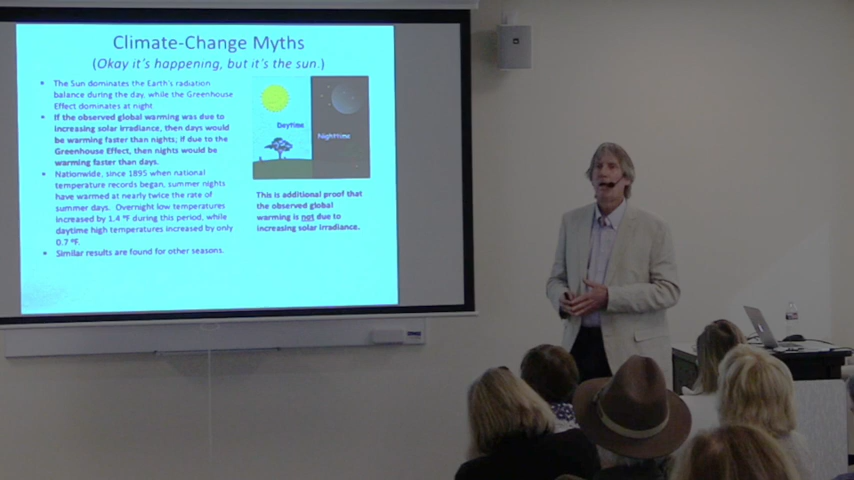 Climate-Change Myths
(Okay it's happening, but it's the sun.)
• The Sun dominates the Earth's radiation
balance during the day, while the Greenhouse
Effect dominates at night
• If the observed global warming was due to
increasing solar irradiance, then days would
be warming faster than nights; if due to the
Greenhouse Effect, then nights would be
warming faster than days.
• Nationwide, since 1895 when national
temperature records began, summer nights
have warmed at nearly twice the rate of
summer days. Overnight low temperatures
increased by 1.4 ºF during this period, while
daytime high temperatures increased by only
0.7 ºF.
• Similar results are found for other seasons.
Daytime
Nighttime
This is additional proof that
the observed global
warming is not due to
increasing solar irradiance.